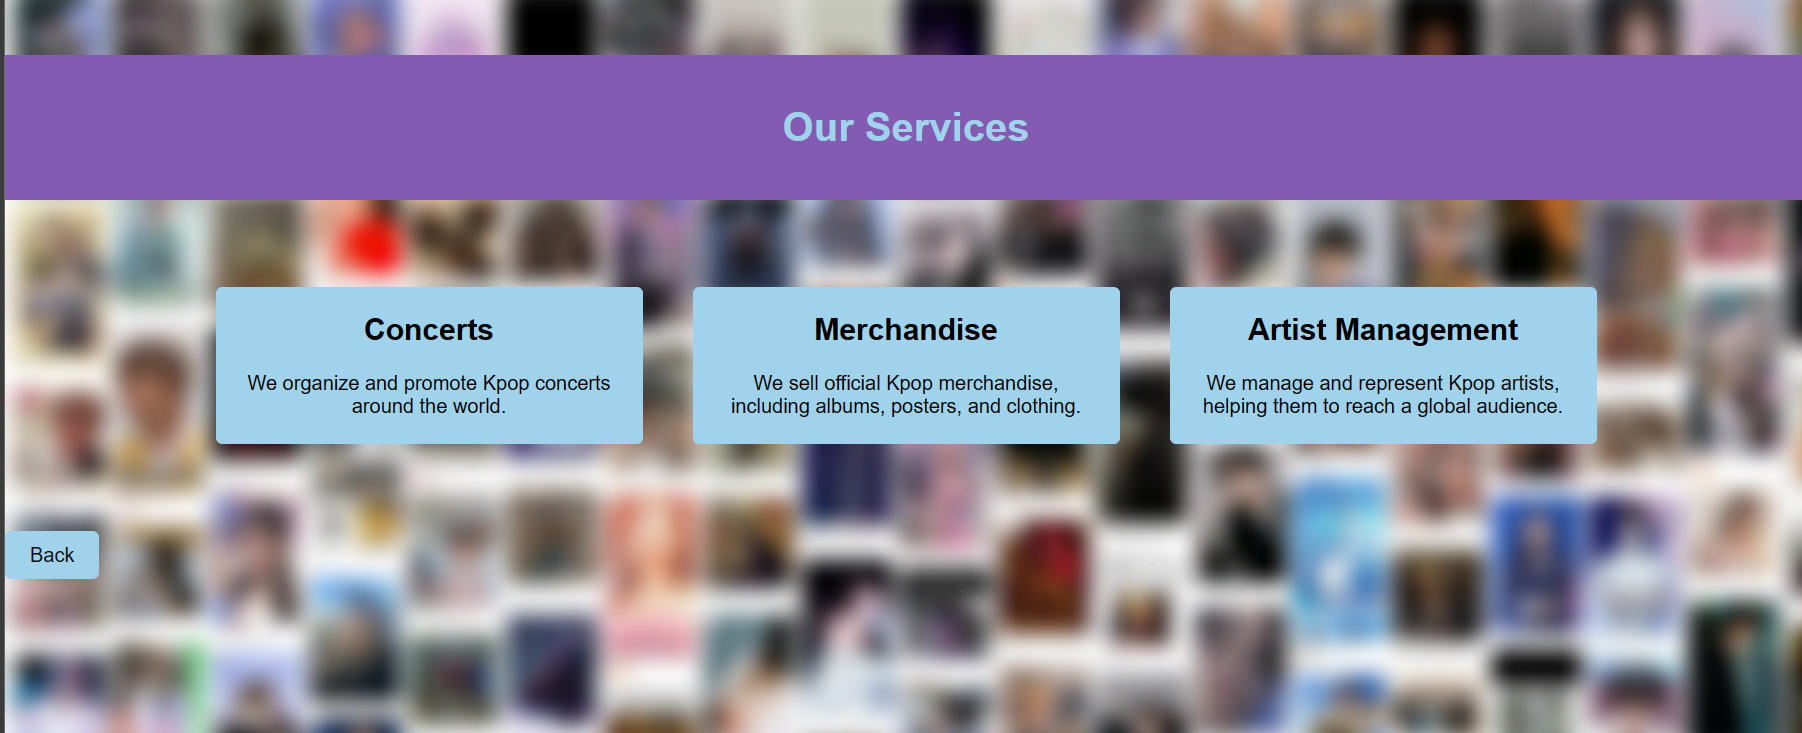 Our Services
Concerts
We organize and promote Kpop concerts
around the world.
Merchandise
We sell official Kpop merchandise,
including albums, posters, and clothing.
Artist Management
We manage and represent Kpop artists,
helping them to reach a global audience.
Back